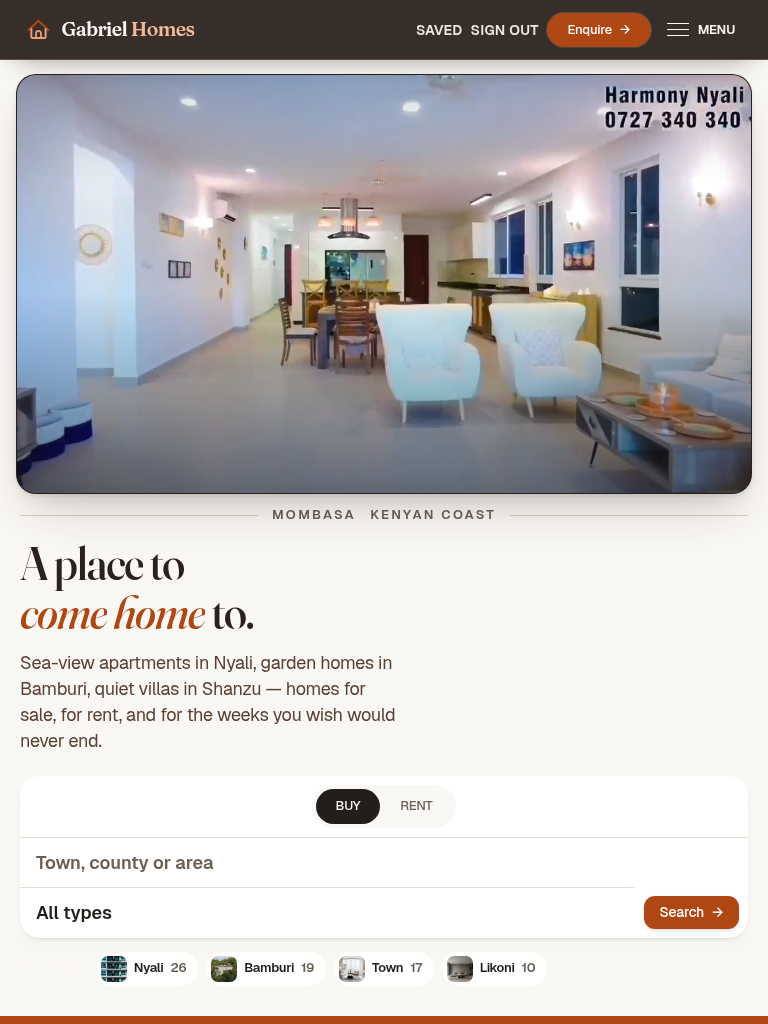 Gabriel Homes
SAVED SIGN OUT Enquire → MENU
Harmony Nyali
0727 340 340
MOMBASA KENYAN COAST
A place to
come home to.
Sea-view apartments in Nyali, garden homes in
Bamburi, quiet villas in Shanzu — homes for
sale, for rent, and for the weeks you wish would
never end.
BUY RENT
Town, county or area
All types
Search →
Nyali 26 Bamburi 19 Town 17 Likoni 10